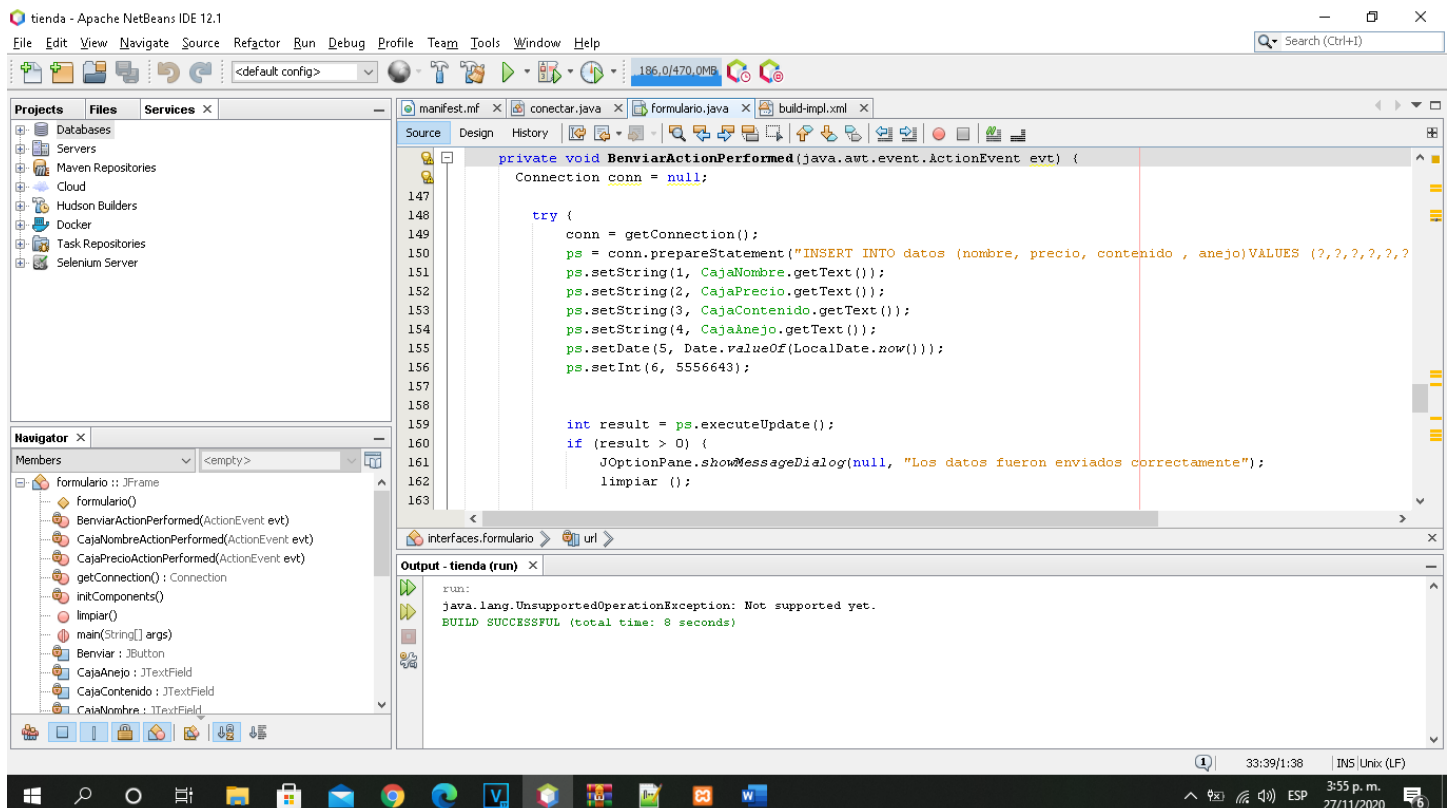 tienda - Apache NetBeans IDE 12.1
File Edit View Navigate Source Refactor Run Debug Profile Team Tools Window Help
Search (Ctrl+I)
<default config>
186,0/470,0MB
Projects Files Services
Databases
Servers
Maven Repositories
Cloud
Hudson Builders
Docker
Task Repositories
Selenium Server
manifest.mf conectar.java formulario.java build-impl.xml
Source Design History
private void BenviarActionPerformed(java.awt.event.ActionEvent evt) {
Connection conn = null;
147
148 try {
149 conn = getConnection();
150 ps = conn.prepareStatement("INSERT INTO datos (nombre, precio, contenido , anejo)VALUES (?,?,?,?,?,?
151 ps.setString(1, CajaNombre.getText());
152 ps.setString(2, CajaPrecio.getText());
153 ps.setString(3, CajaContenido.getText());
154 ps.setString(4, CajaAnejo.getText());
155 ps.setDate(5, Date.valueOf(LocalDate.now()));
156 ps.setInt(6, 5556643);
157
158
159 int result = ps.executeUpdate();
160 if (result > 0) {
161 JOptionPane.showMessageDialog(null, "Los datos fueron enviados correctamente");
162 limpiar ();
163
interfaces.formulario url
Navigator
Members <empty>
formulario :: JFrame
formulario()
BenviarActionPerformed(ActionEvent evt)
CajaNombreActionPerformed(ActionEvent evt)
CajaPrecioActionPerformed(ActionEvent evt)
getConnection() : Connection
initComponents()
limpiar()
main(String[] args)
Benviar : JButton
CajaAnejo : JTextField
CajaContenido : JTextField
CajaNombre : JTextField
Output - tienda (run)
run:
java.lang.UnsupportedOperationException: Not supported yet.
BUILD SUCCESSFUL (total time: 8 seconds)
1 33:39/1:38 INS Unix (LF)
ESP
3:55 p. m.
27/11/2020
6